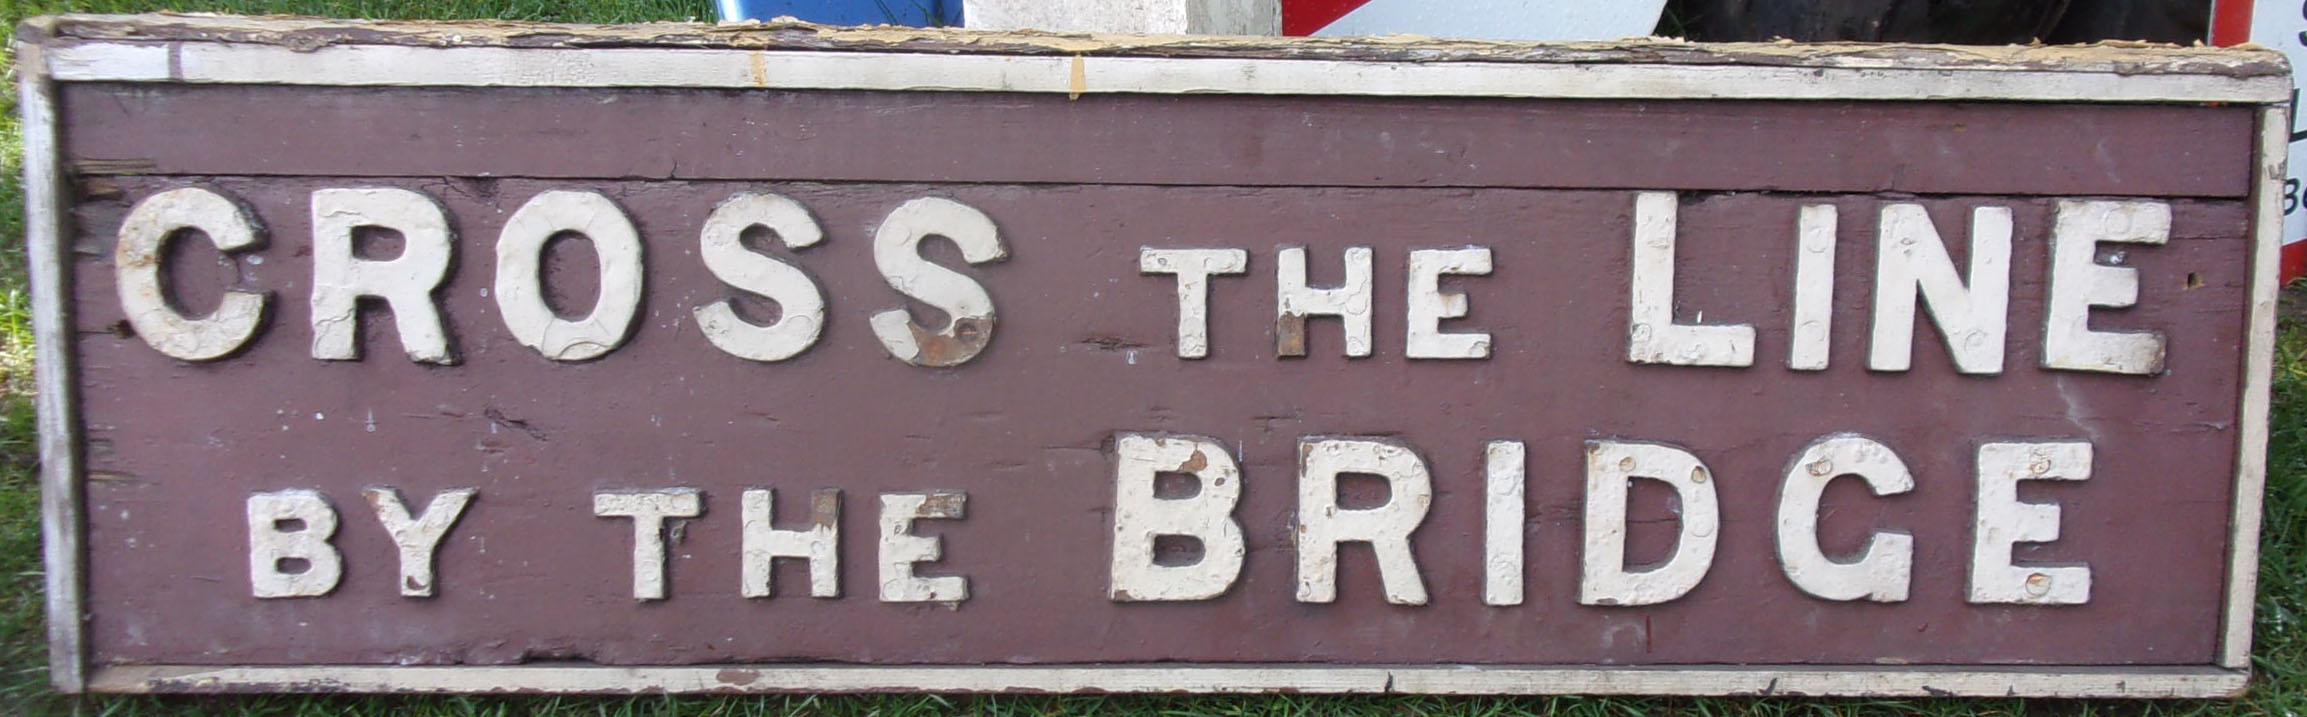 CROSS THE LINE
BY THE BRIDGE